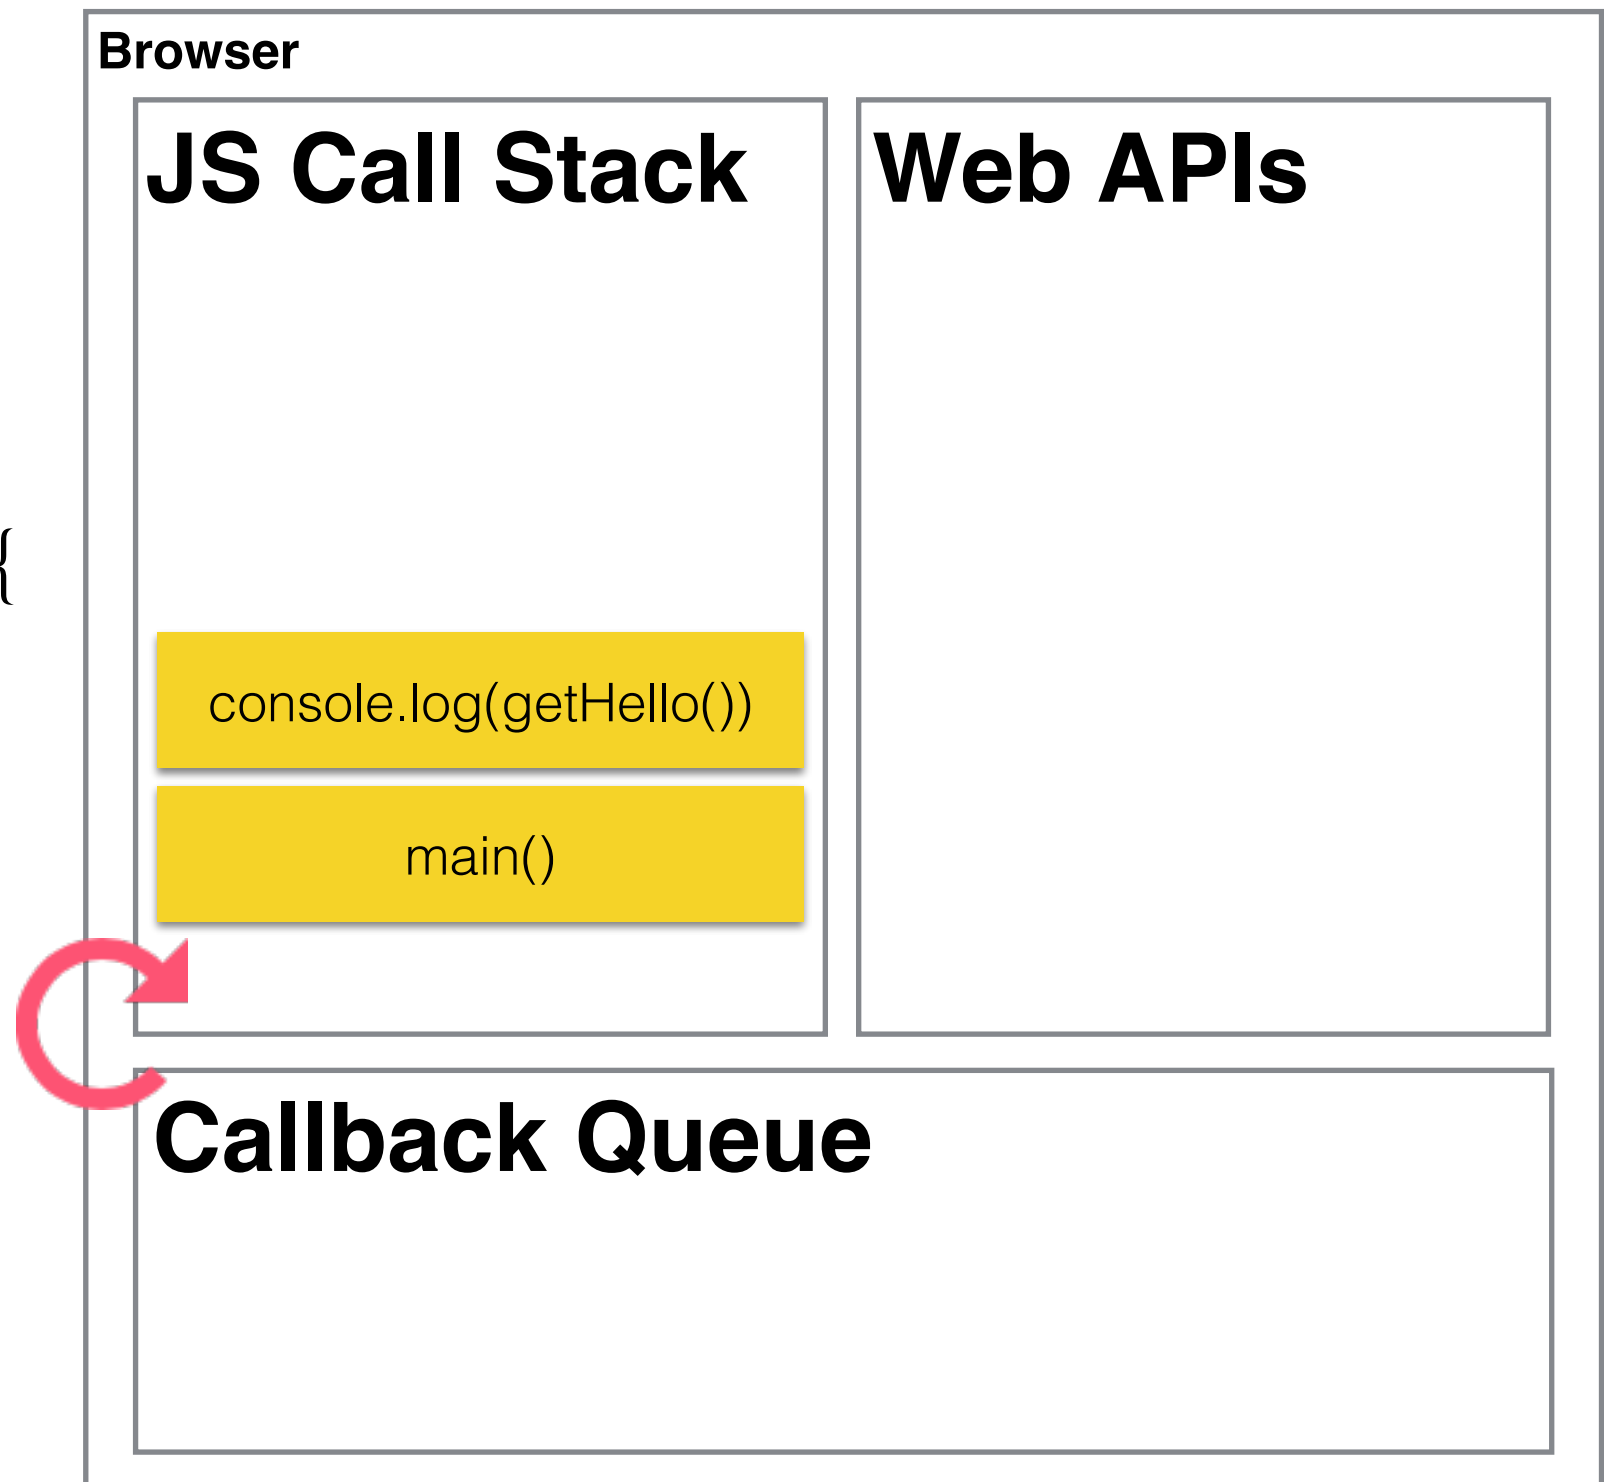 Browser
JS Call Stack
Web APIs
{
console.log(getHello())
main()
Callback Queue